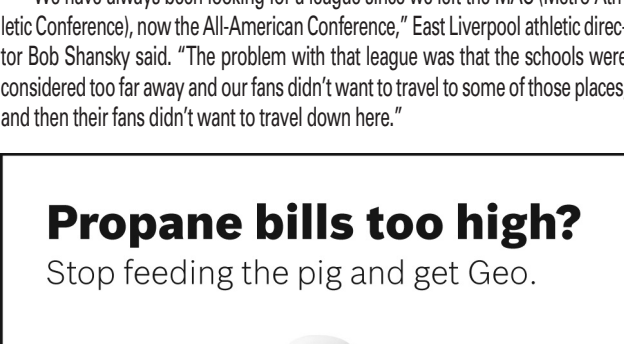 We have always been looking for a league since we left the MAC (Metro Ath-
letic Conference), now the All-American Conference,” East Liverpool athletic direc-
tor Bob Shansky said. “The problem with that league was that the schools were
considered too far away and our fans didn’t want to travel to some of those places,
and then their fans didn’t want to travel down here.”
Propane bills too high?
Stop feeding the pig and get Geo.